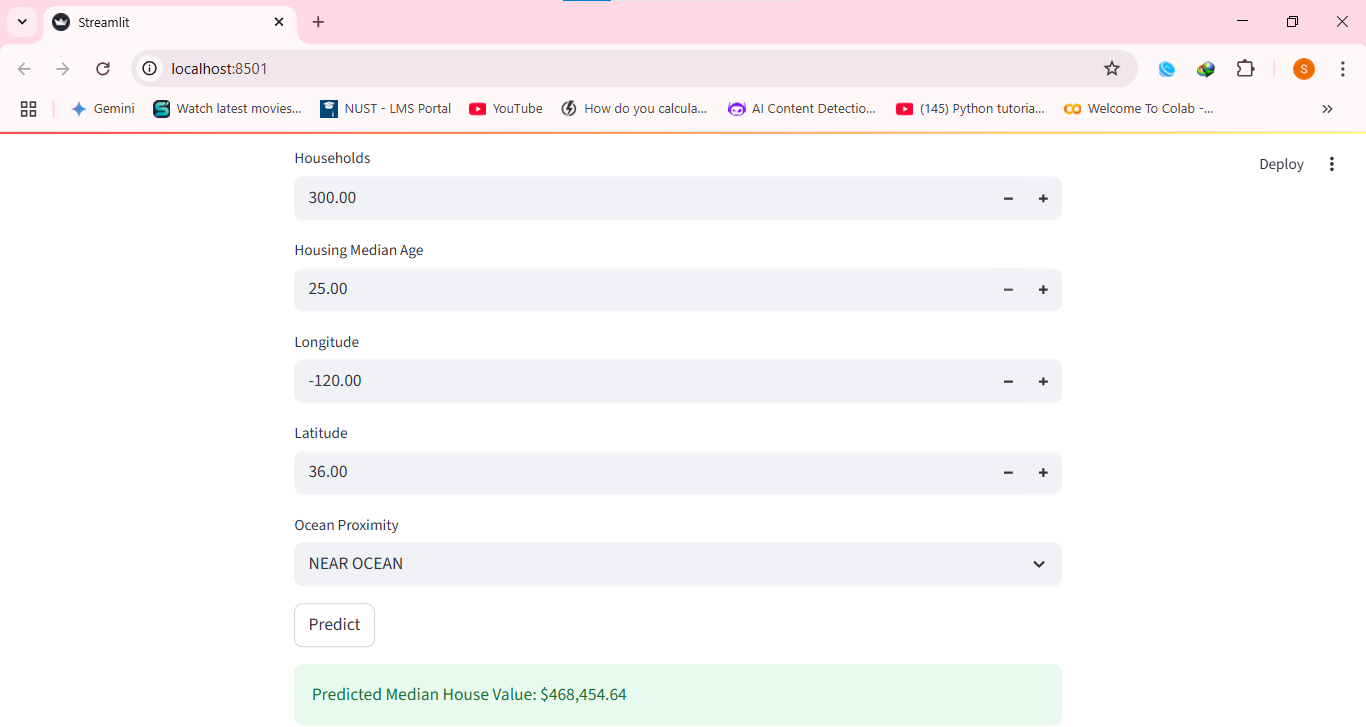 Streamlit
localhost:8501
S
Gemini
Watch latest movies...
NUST - LMS Portal
YouTube
How do you calcula...
AI Content Detectio...
(145) Python tutoria...
Welcome To Colab -...
Deploy
Households
300.00
Housing Median Age
25.00
Longitude
-120.00
Latitude
36.00
Ocean Proximity
NEAR OCEAN
Predict
Predicted Median House Value: $468,454.64